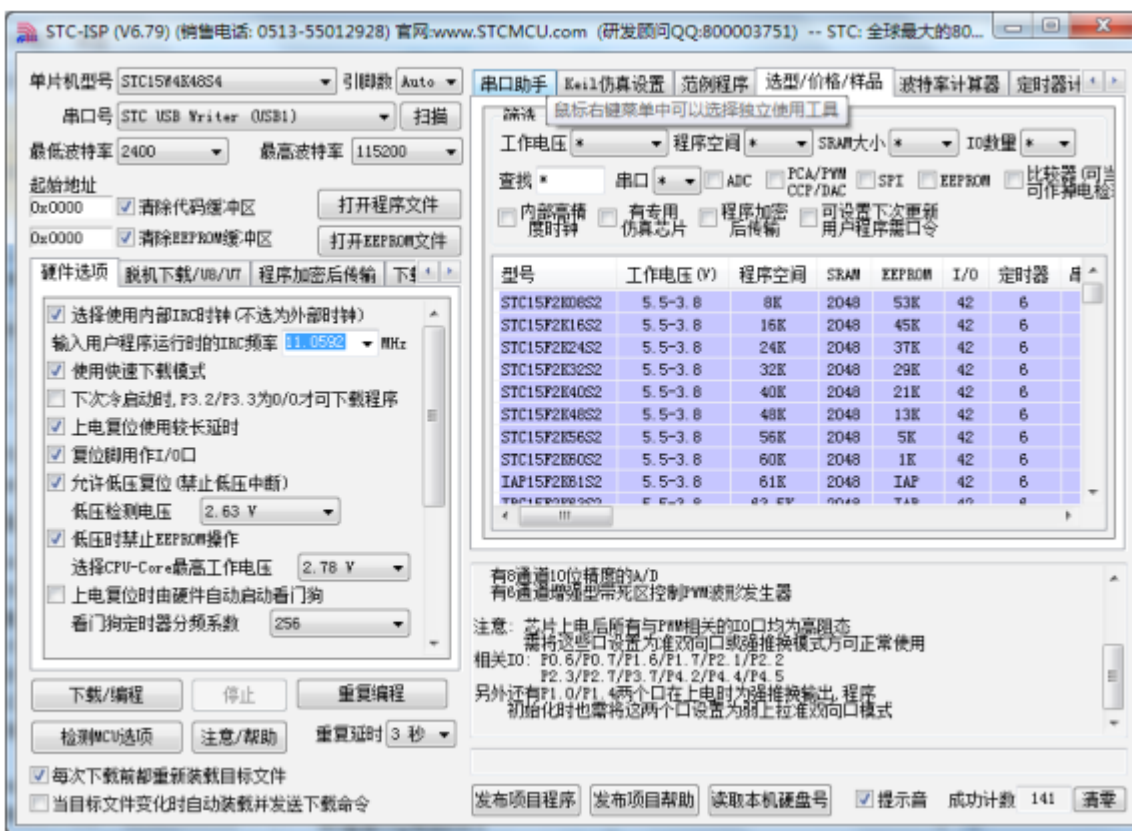 STC-ISP (V6.79) (销售电话: 0513-55012928) 官网:www.STCMCU.com (研发顾问QQ:800003751) -- STC: 全球最大的80...
单片机型号 STC15W4K48S4 引脚数 Auto
串口号 STC USB Writer (USB1) 扫描
最低波特率 2400 最高波特率 115200
起始地址
0x0000 清除代码缓冲区 打开程序文件
0x0000 清除EEPROM缓冲区 打开EEPROM文件
硬件选项 脱机下载/U8/U7 程序加密后传输
选择使用内部IRC时钟(不选为外部时钟)
输入用户程序运行时的IRC频率 11.0592 MHz
使用快速下载模式
下次冷启动时,P3.2/P3.3为0/0才可下载程序
上电复位使用较长延时
复位脚用作I/O口
允许低压复位(禁止低压中断)
低压检测电压 2.63 V
低压时禁止EEPROM操作
选择CPU-Core最高工作电压 2.78 V
上电复位时由硬件自动启动看门狗
看门狗定时器分频系数 256
下载/编程 停止 重复编程
检测MCU选项 注意/帮助 重复延时 3 秒
每次下载前都重新装载目标文件
当目标文件变化时自动装载并发送下载命令
串口助手 Keil仿真设置 范例程序 选型/价格/样品 波特率计算器 定时器计
鼠标右键菜单中可以选择独立使用工具
筛选
工作电压 * 程序空间 * SRAM大小 * IO数量 *
查找 * 串口 * ADC PCA/PWM CCP/DAC SPI EEPROM 比较器(可当 可作掉电检
内部高精度时钟 有专用仿真芯片 程序加密后传输 可设置下次更新用户程序需口令
型号 工作电压(V) 程序空间 SRAM EEPROM I/O 定时器
STC15F2K08S2 5.5-3.8 8K 2048 53K 42 6
STC15F2K16S2 5.5-3.8 16K 2048 45K 42 6
STC15F2K24S2 5.5-3.8 24K 2048 37K 42 6
STC15F2K32S2 5.5-3.8 32K 2048 29K 42 6
STC15F2K40S2 5.5-3.8 40K 2048 21K 42 6
STC15F2K48S2 5.5-3.8 48K 2048 13K 42 6
STC15F2K56S2 5.5-3.8 56K 2048 5K 42 6
STC15F2K60S2 5.5-3.8 60K 2048 1K 42 6
IAP15F2K61S2 5.5-3.8 61K 2048 IAP 42 6
有8通道10位精度的A/D
有6通道增强型带死区控制PWM波形发生器
注意: 芯片上电后所有与PWM相关的IO口均为高阻态
需将这些口设置为准双向口或强推挽模式方可正常使用
相关IO: P0.6/P0.7/P1.6/P1.7/P2.1/P2.2
P2.3/P2.7/P3.7/P4.2/P4.4/P4.5
另外还有P1.0/P1.4两个口在上电时为强推挽输出,程序
初始化时也需将这两个口设置为弱上拉准双向口模式
发布项目程序 发布项目帮助 读取本机硬盘号 提示音 成功计数 141 清零